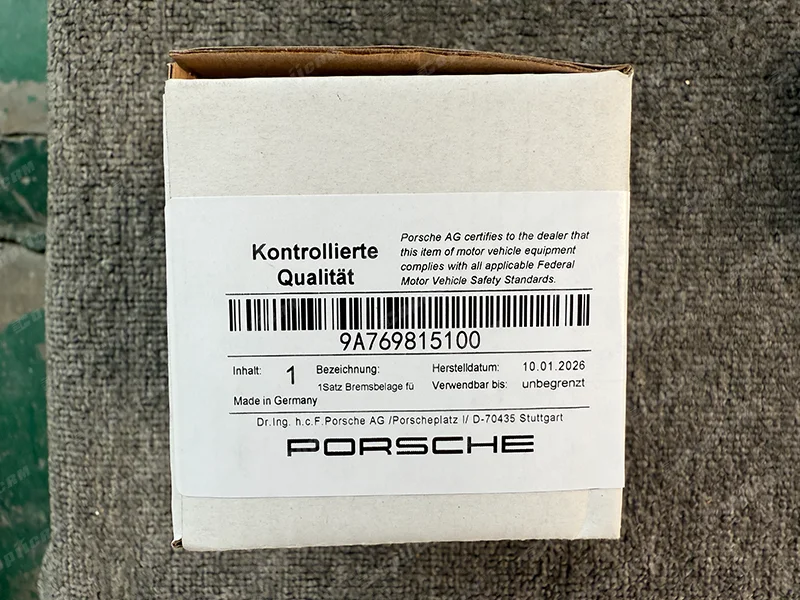 Kontrollierte
Qualität
Porsche AG certifies to the dealer that
this item of motor vehicle equipment
complies with all applicable Federal
Motor Vehicle Safety Standards.
9A769815100
Inhalt: 1 Bezeichnung: Herstelldatum: 10.01.2026
1Satz Bremsbelage fü Verwendbar bis: unbegrenzt
Made in Germany
Dr.Ing. h.c.F.Porsche AG /Porscheplatz I/ D-70435 Stuttgart
PORSCHE